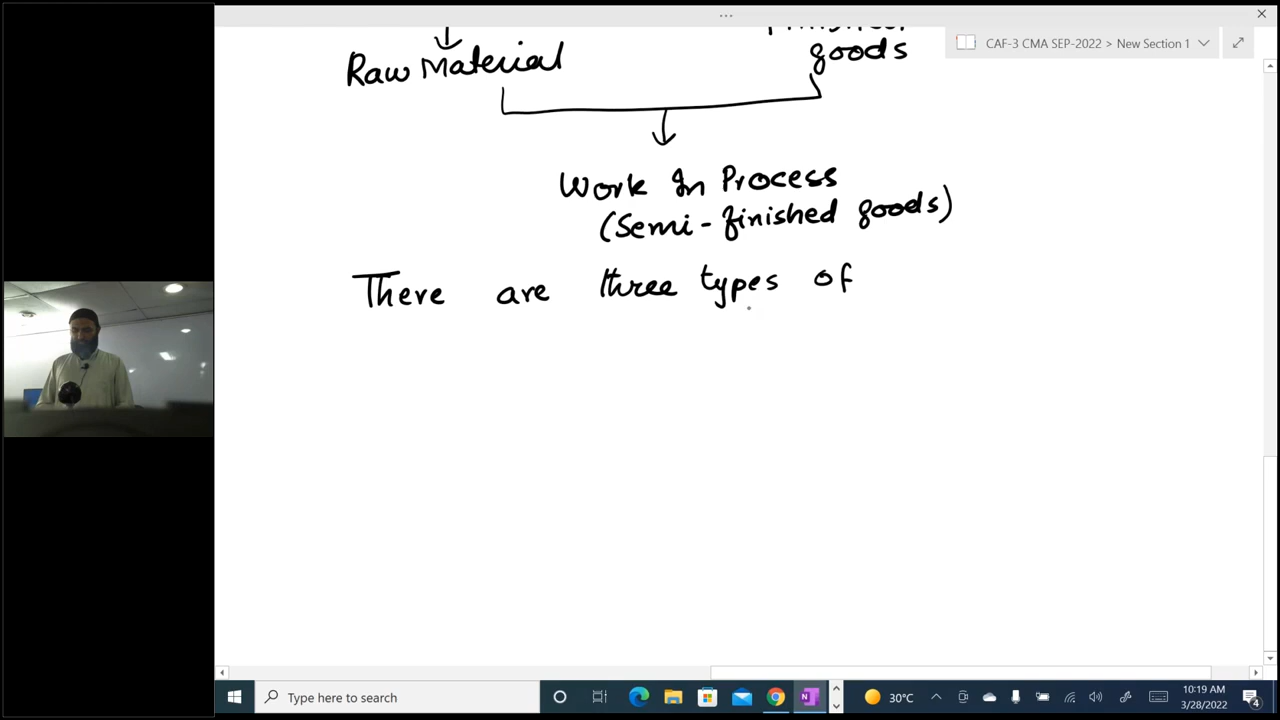 CAF-3 CMA SEP-2022 > New Section 1
goods
Raw Material
Work In Process
(Semi-finished goods)
There are three types of
Type here to search
30°C
10:19 AM
3/28/2022
4